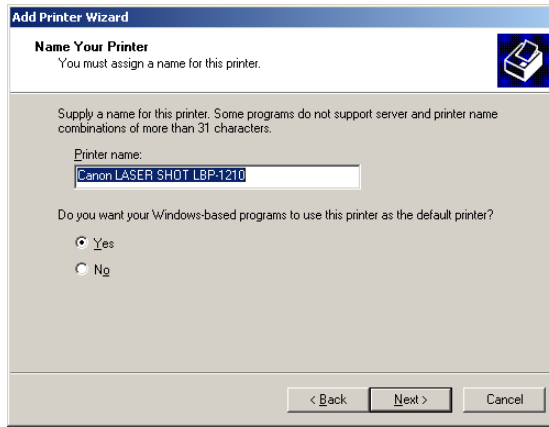 Add Printer Wizard
Name Your Printer
You must assign a name for this printer.
Supply a name for this printer. Some programs do not support server and printer name
combinations of more than 31 characters.
Printer name:
Canon LASER SHOT LBP-1210
Do you want your Windows-based programs to use this printer as the default printer?
Yes
No
< Back Next > Cancel